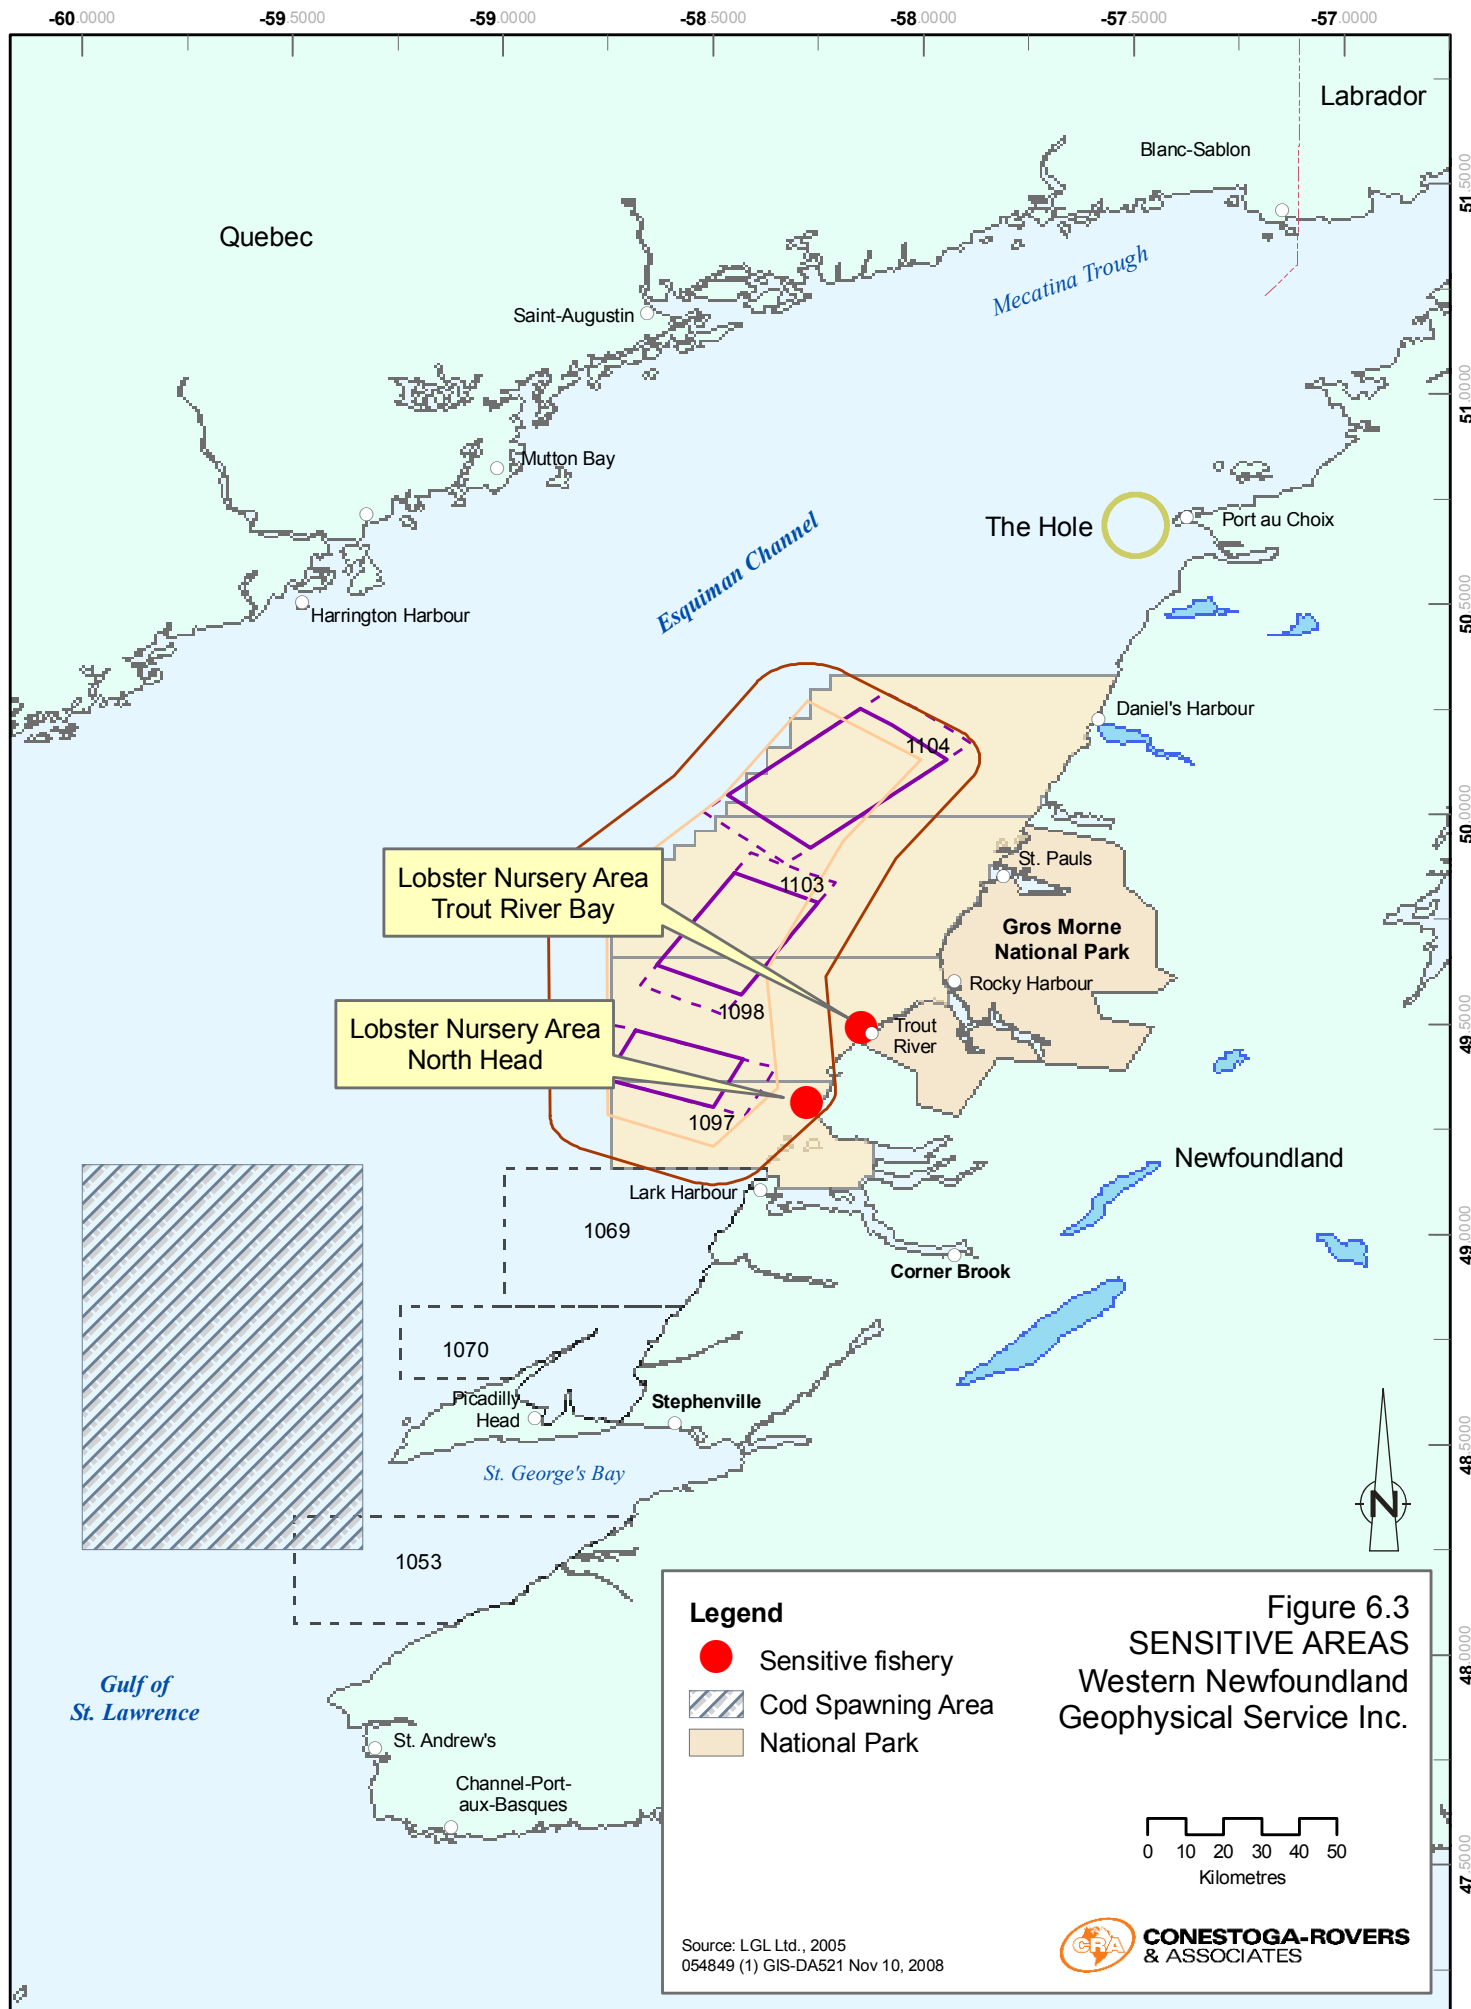 -60.0000
-59.5000
-59.0000
-58.5000
-58.0000
-57.5000
-57.0000
Labrador
Blanc-Sablon
51.5000
Quebec
Mecatina Trough
Saint-Augustin
51.0000
Mutton Bay
The Hole
Port au Choix
Esquiman Channel
Harrington Harbour
50.5000
Daniel's Harbour
1104
50.0000
St. Pauls
Lobster Nursery Area
Trout River Bay
1103
Gros Morne
National Park
Rocky Harbour
1098
49.5000
Lobster Nursery Area
North Head
Trout
River
1097
Newfoundland
Lark Harbour
1069
49.0000
Corner Brook
1070
Picadilly
Head
Stephenville
48.5000
St. George's Bay
N
1053
Legend
Sensitive fishery
Cod Spawning Area
National Park
Figure 6.3
SENSITIVE AREAS
Western Newfoundland
Geophysical Service Inc.
48.0000
Gulf of
St. Lawrence
St. Andrew's
Channel-Port-
aux-Basques
0 10 20 30 40 50
Kilometres
47.5000
Source: LGL Ltd., 2005
054849 (1) GIS-DA521 Nov 10, 2008
CRA
CONESTOGA-ROVERS
& ASSOCIATES